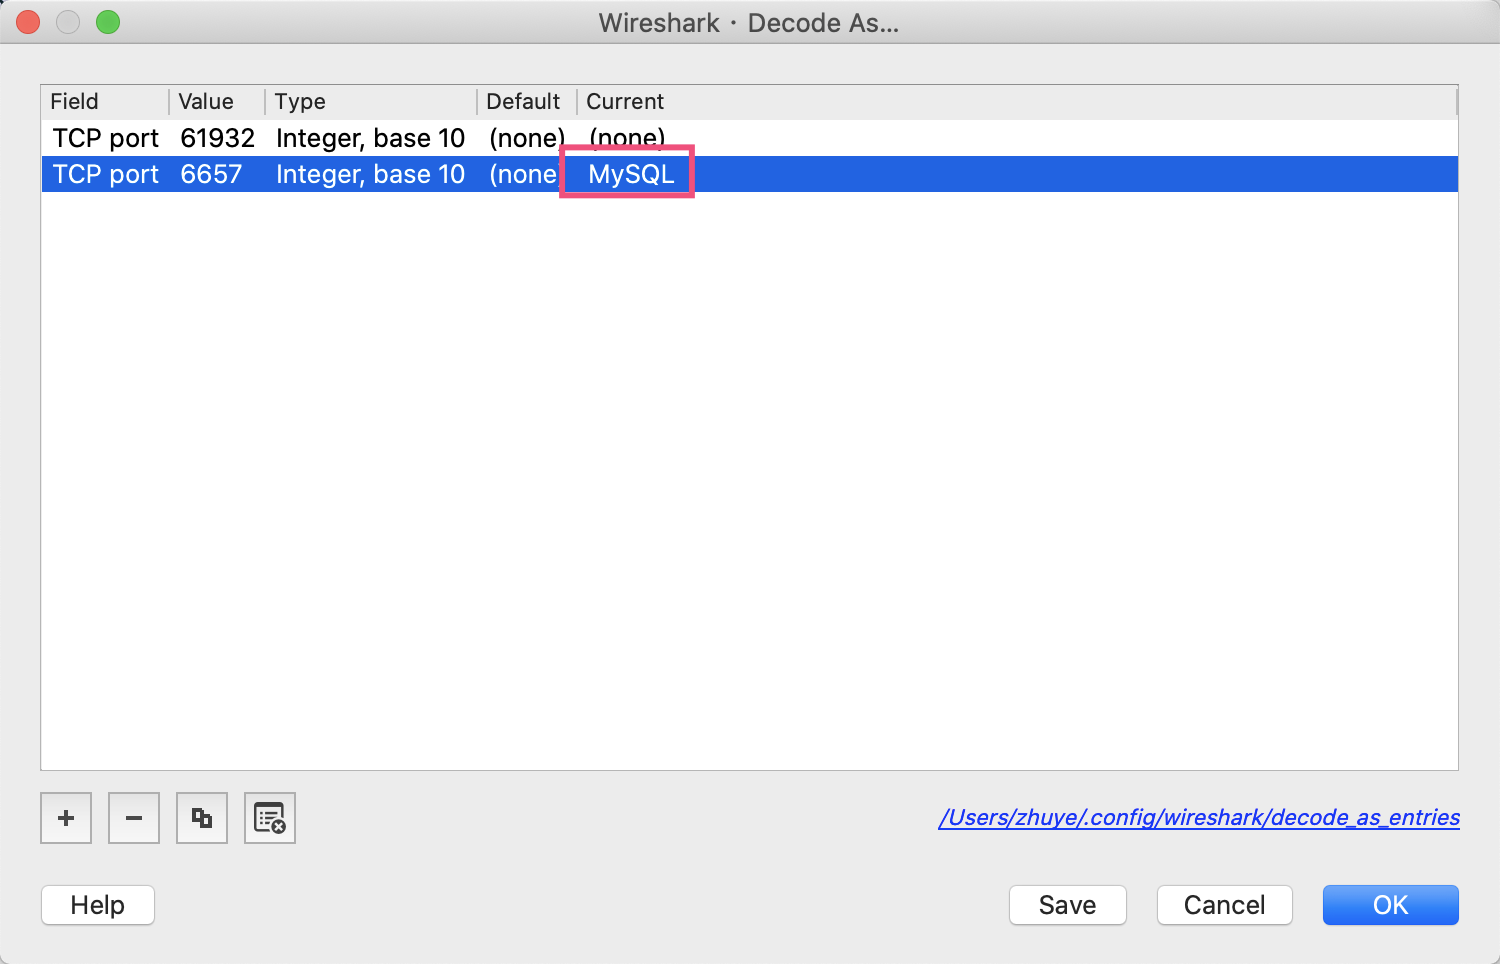 Wireshark · Decode As...
Field Value Type Default Current
TCP port 61932 Integer, base 10 (none) (none)
TCP port 6657 Integer, base 10 (none MySQL
/Users/zhuye/.config/wireshark/decode_as_entries
Help Save Cancel OK